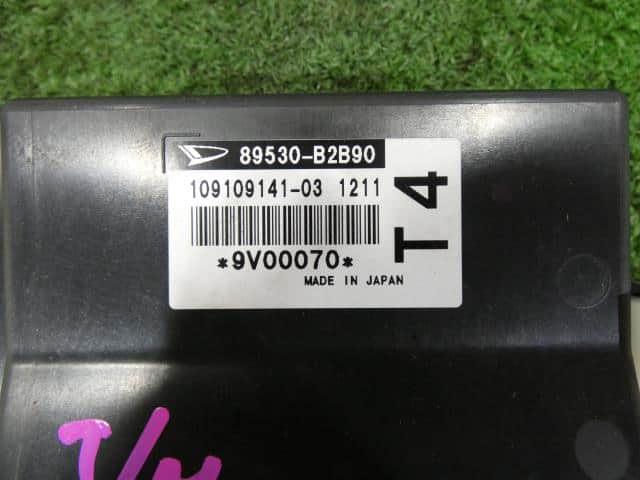 89530-B2B90
109109141-03 1211
*9V00070*
MADE IN JAPAN
T4